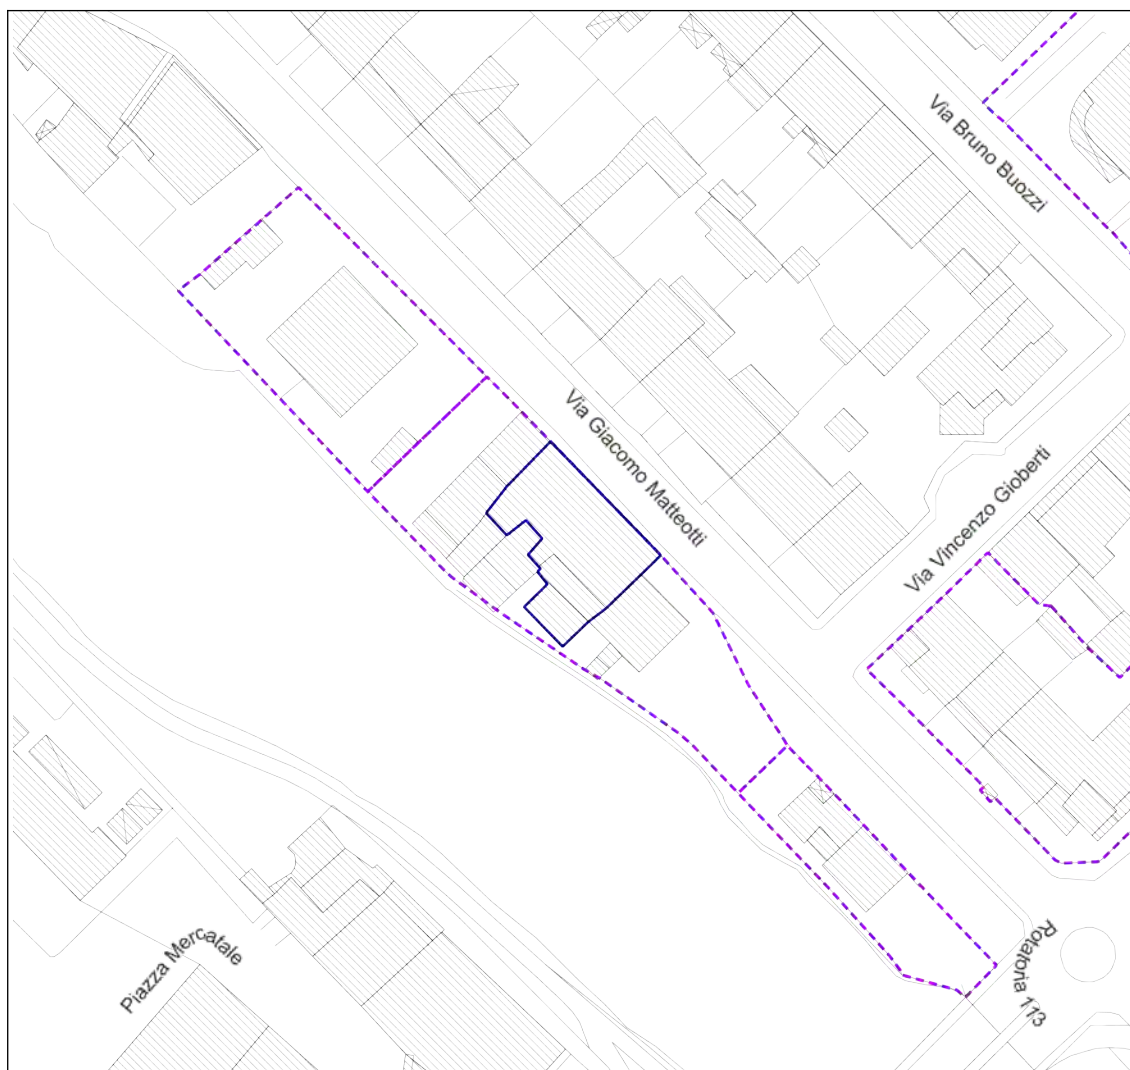 Via Bruno Buozzi
Via Giacomo Matteotti
Via Vincenzo Gioberti
Piazza Mercatale
Rotatoria 113